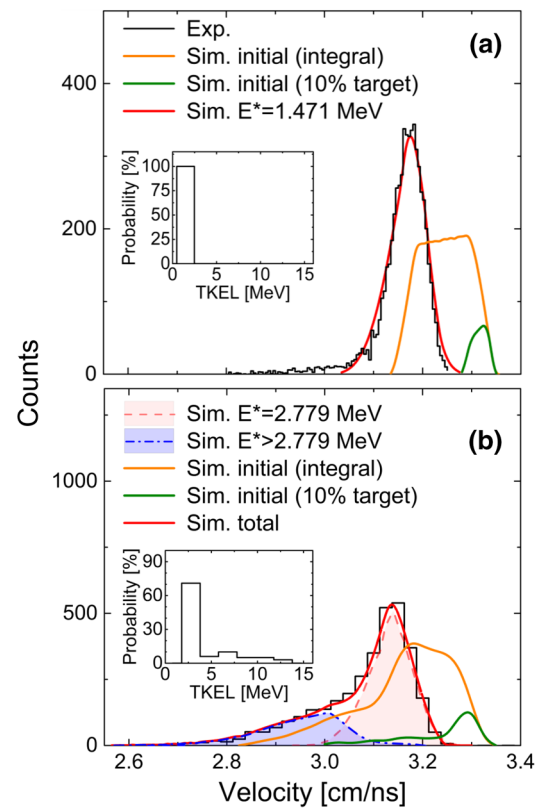 Exp.
Sim. initial (integral)
Sim. initial (10% target)
Sim. E*=1.471 MeV
(a)
400
200
0
Probability [%]
100
75
50
25
0
0 5 10 15
TKEL [MeV]
Counts
Sim. E*=2.779 MeV
Sim. E*>2.779 MeV
Sim. initial (integral)
Sim. initial (10% target)
Sim. total
(b)
1000
500
0
Probability [%]
90
60
30
0
0 5 10 15
TKEL [MeV]
2.6 2.8 3.0 3.2 3.4
Velocity [cm/ns]